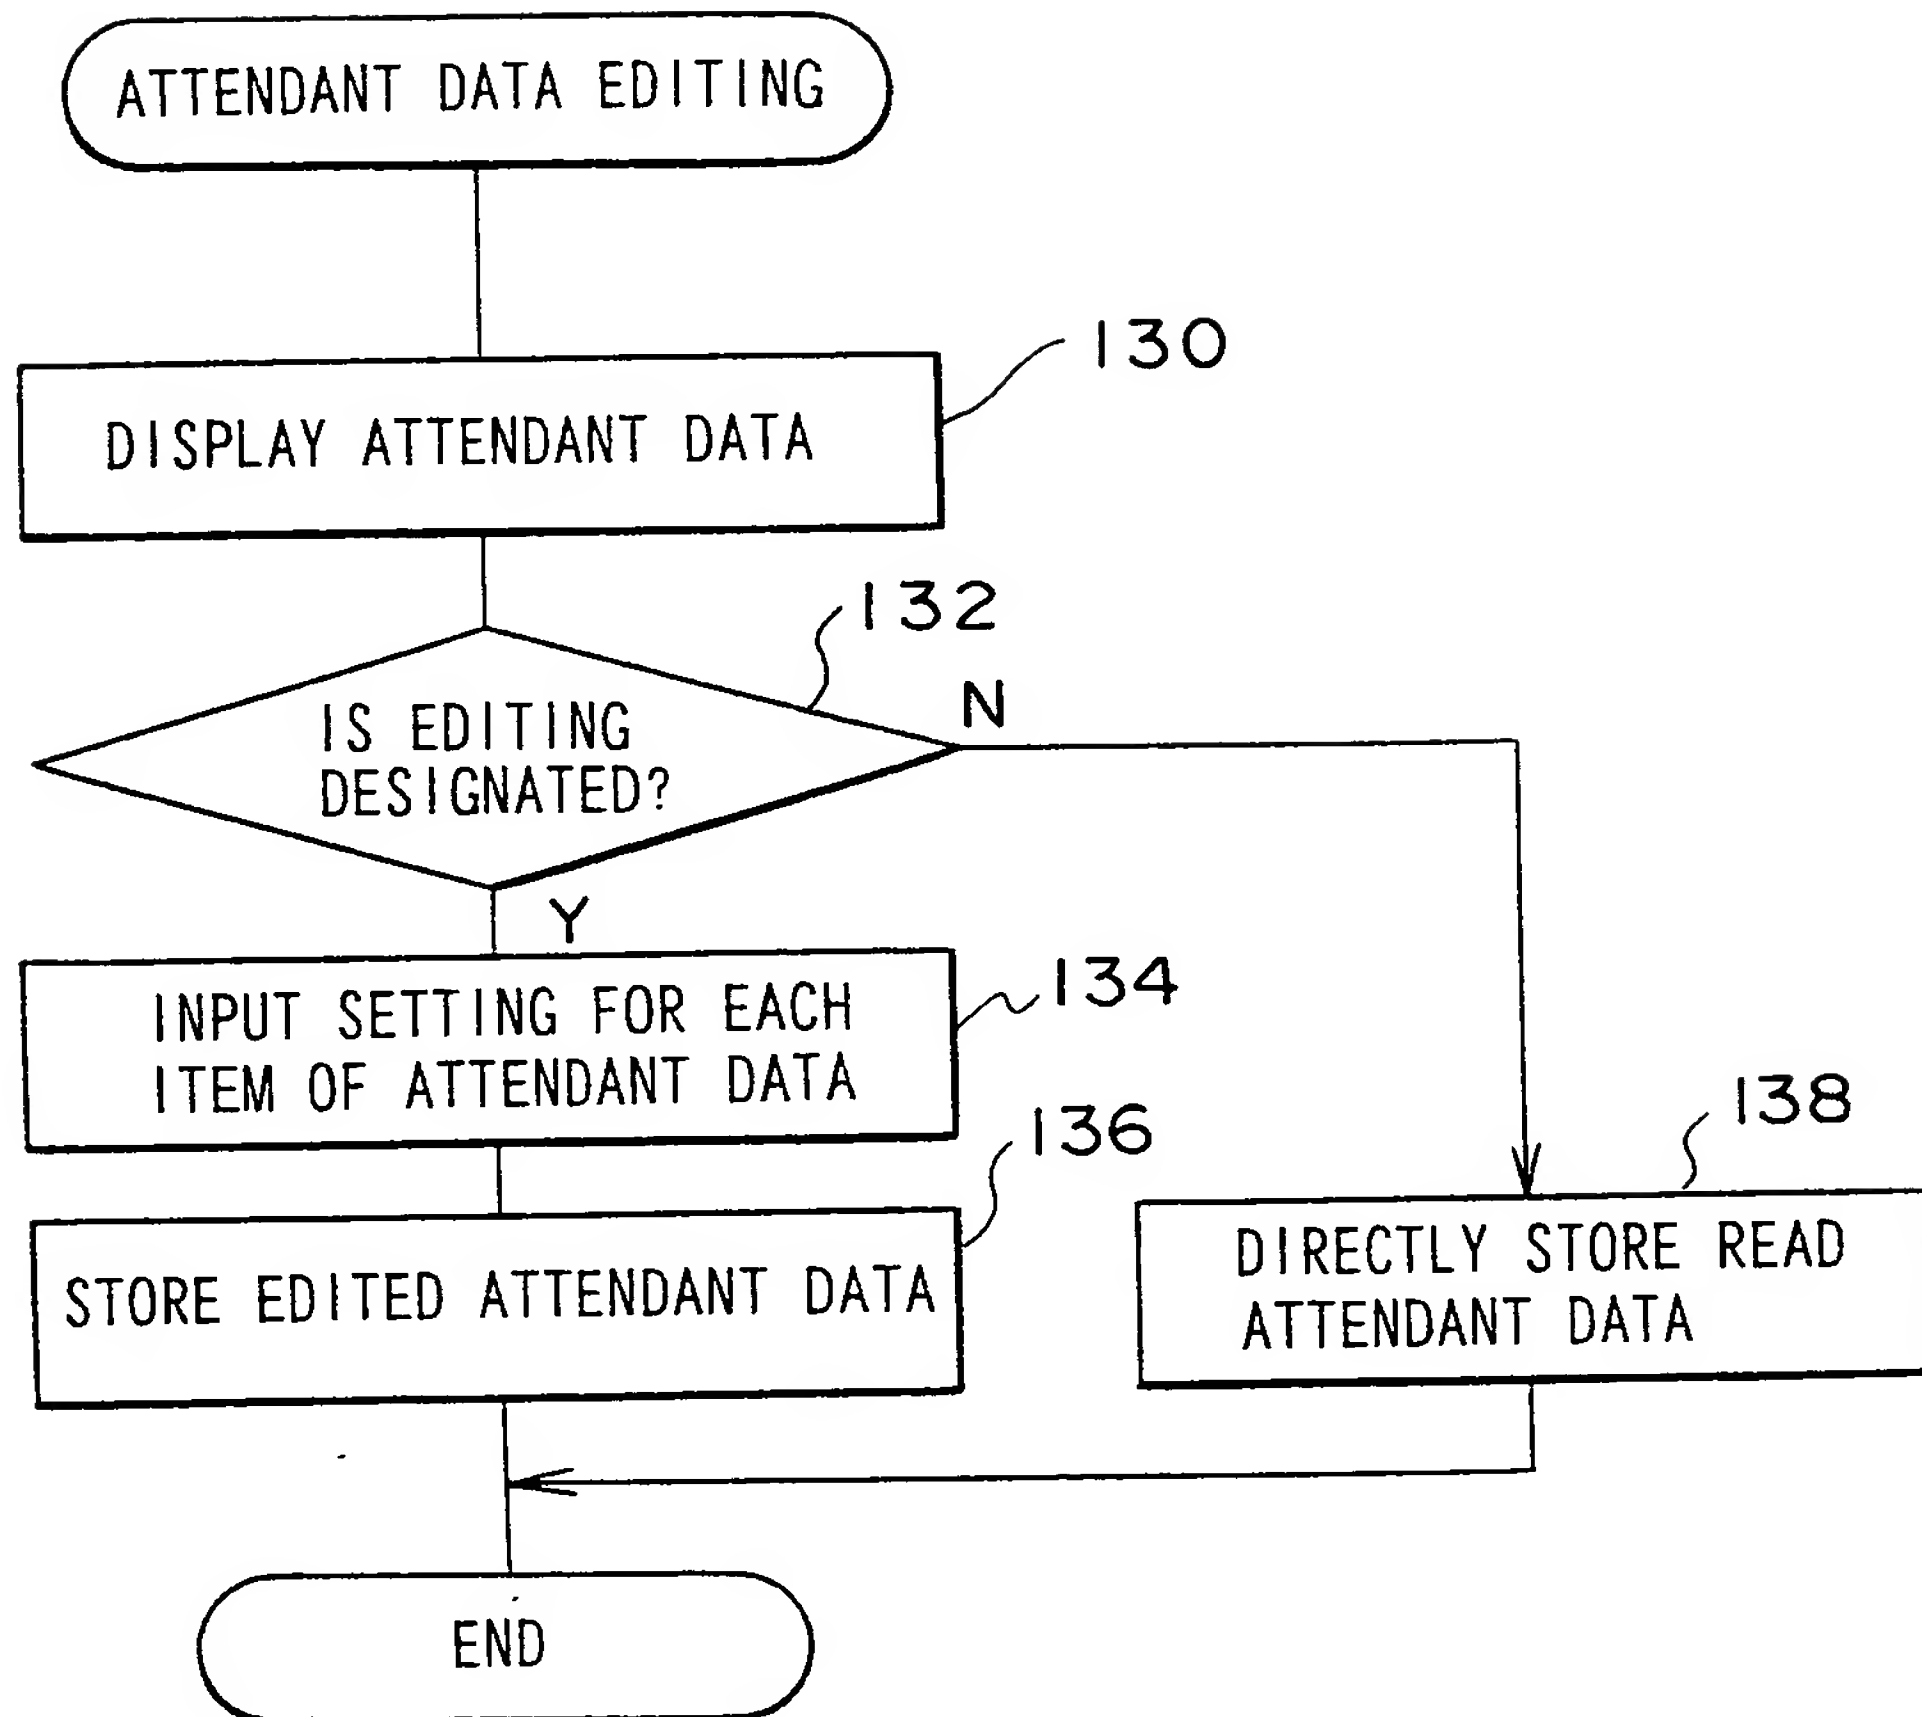 ATTENDANT DATA EDITING
130
DISPLAY ATTENDANT DATA
132
N
IS EDITING
DESIGNATED?
Y
134
INPUT SETTING FOR EACH
ITEM OF ATTENDANT DATA
136
138
STORE EDITED ATTENDANT DATA
DIRECTLY STORE READ
ATTENDANT DATA
END